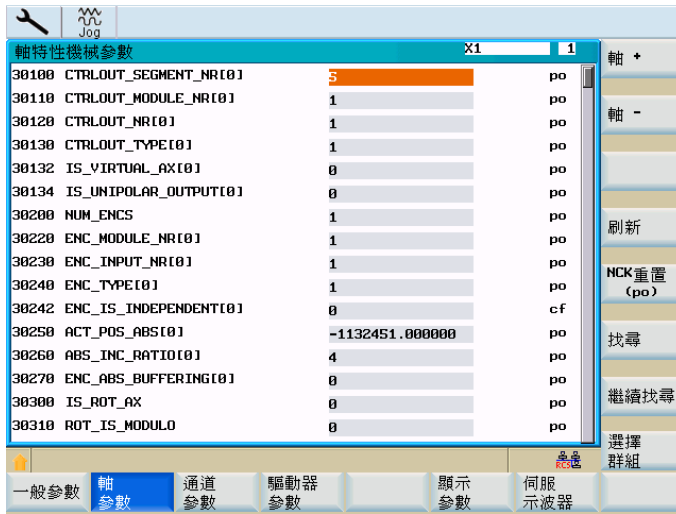 Jog
軸特性機械參數 X1 1
30100 CTRLOUT_SEGMENT_NR[0] 5 po
30110 CTRLOUT_MODULE_NR[0] 1 po
30120 CTRLOUT_NR[0] 1 po
30130 CTRLOUT_TYPE[0] 1 po
30132 IS_VIRTUAL_AX[0] 0 po
30134 IS_UNIPOLAR_OUTPUT[0] 0 po
30200 NUM_ENCS 1 po
30220 ENC_MODULE_NR[0] 1 po
30230 ENC_INPUT_NR[0] 1 po
30240 ENC_TYPE[0] 1 po
30242 ENC_IS_INDEPENDENT[0] 0 cf
30250 ACT_POS_ABS[0] -1132451.000000 po
30260 ABS_INC_RATIO[0] 4 po
30270 ENC_ABS_BUFFERING[0] 0 po
30300 IS_ROT_AX 0 po
30310 ROT_IS_MODULO 0 po
軸 +
軸 -
刷新
NCK重置
(po)
找尋
繼續找尋
選擇
群組
RCS
一般參數
軸
參數
通道
參數
驅動器
參數
顯示
參數
伺服
示波器